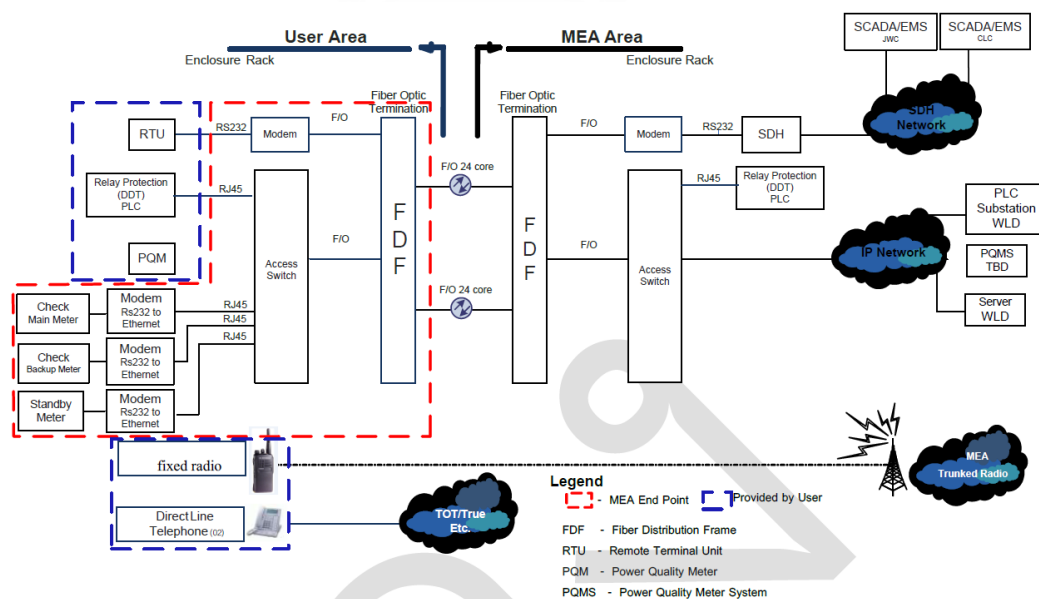 User Area
Enclosure Rack
MEA Area
Enclosure Rack
SCADA/EMS
JWC
SCADA/EMS
CLC
SDH
Network
Fiber Optic
Termination
Fiber Optic
Termination
RTU
RS232
Modem
F/O
F/O
Modem
RS232
SDH
Relay Protection
(DDT)
PLC
RJ45
F/O 24 core
RJ45
Relay Protection
(DDT)
PLC
PLC
Substation
WLD
PQM
Access
Switch
F/O
F
D
F
F
D
F
F/O
Access
Switch
IP Network
PQMS
TBD
Server
WLD
F/O 24 core
Check
Main Meter
Modem
Rs232 to
Ethernet
RJ45
RJ45
RJ45
Check
Backup Meter
Modem
Rs232 to
Ethernet
Standby
Meter
Modem
Rs232 to
Ethernet
fixed radio
MEA
Trunked Radio
Direct Line
Telephone (02)
TOT/True
Etc.
Legend
- MEA End Point
- Provided by User
FDF - Fiber Distribution Frame
RTU - Remote Terminal Unit
PQM - Power Quality Meter
PQMS - Power Quality Meter System